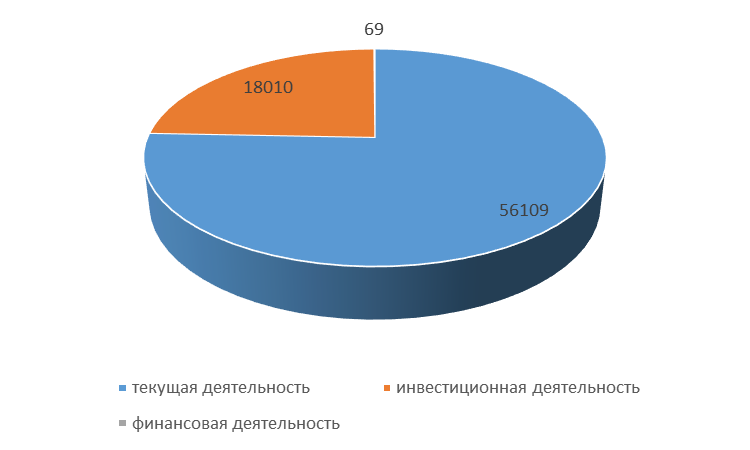 69
18010
56109
текущая деятельность
инвестиционная деятельность
финансовая деятельность